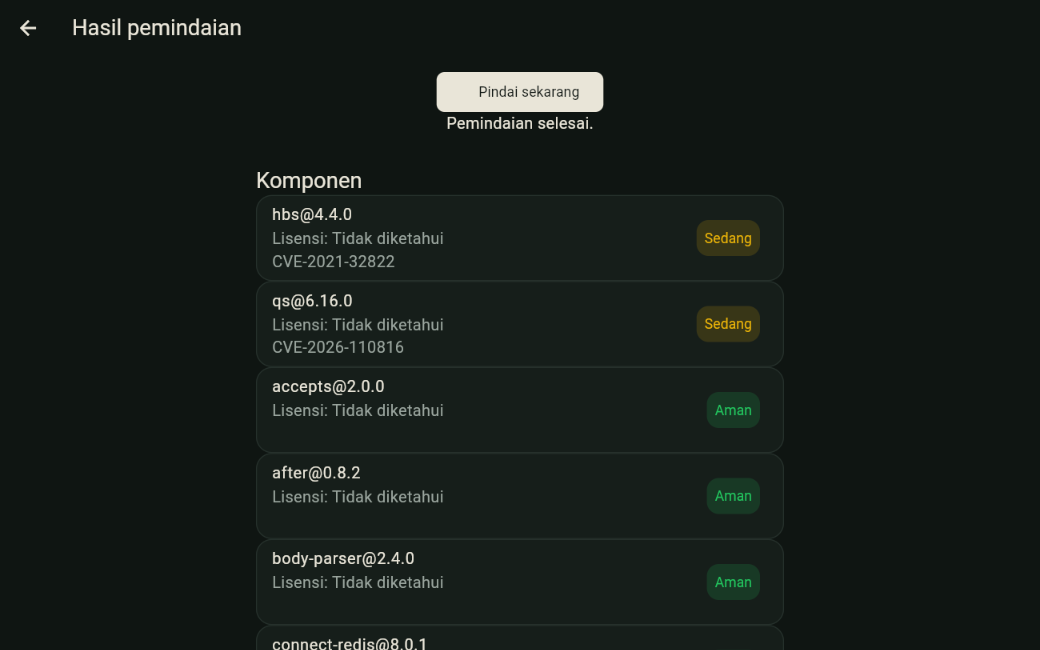 Hasil pemindaian
Pindai sekarang
Pemindaian selesai.
Komponen
hbs@4.4.0
Lisensi: Tidak diketahui
CVE-2021-32822
Sedang
qs@6.16.0
Lisensi: Tidak diketahui
CVE-2026-110816
Sedang
accepts@2.0.0
Lisensi: Tidak diketahui
Aman
after@0.8.2
Lisensi: Tidak diketahui
Aman
body-parser@2.4.0
Lisensi: Tidak diketahui
Aman
connect-redis@8.0.1